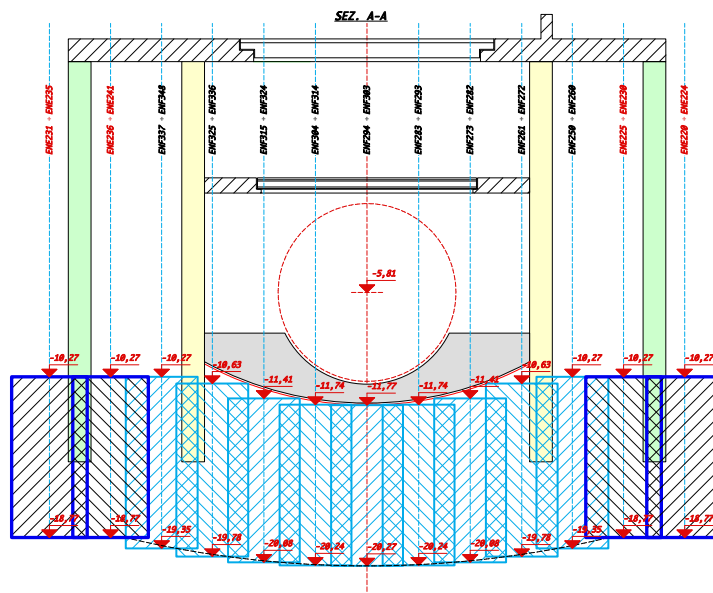 SEZ. A-A
ENE231 ÷ ENE235
ENE236 ÷ ENE241
ENF337 ÷ ENF348
ENF325 ÷ ENF336
ENF315 ÷ ENF324
ENF304 ÷ ENF314
ENF294 ÷ ENF303
ENF283 ÷ ENF293
ENF273 ÷ ENF282
ENF261 ÷ ENF272
ENF250 ÷ ENF260
ENE225 ÷ ENE230
ENE220 ÷ ENE224
-5,81
-10,27
-10,27
-10,27
-10,63
-11,41
-11,74
-11,77
-11,74
-11,41
-10,63
-10,27
-10,27
-10,27
-18,77
-18,77
-19,35
-19,78
-20,08
-20,24
-20,27
-20,24
-20,08
-19,78
-19,35
-18,77
-18,77